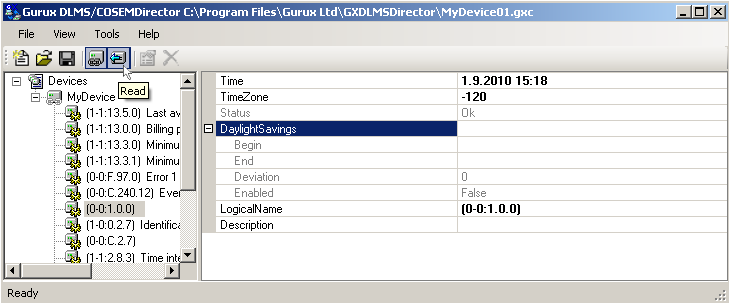 Gurux DLMS/COSEMDirector C:\Program Files\Gurux Ltd\GXDLMSDirector\MyDevice01.gxc
File View Tools Help
Read
Devices
MyDevice
(1-1:13.5.0) Last av
(0-0:13.0.0) Billing p
(1-1:13.3.0) Minimu
(1-1:13.3.1) Minimu
(0-0:F.97.0) Error 1
(0-0:C.240.12) Ever
(0-0:1.0.0)
(1-0:0.2.7) Identifica
(0-0:C.2.7)
(1-1:2.8.3) Time inte
Time 1.9.2010 15:18
TimeZone -120
Status Ok
DaylightSavings
Begin
End
Deviation 0
Enabled False
LogicalName (0-0:1.0.0)
Description
Ready